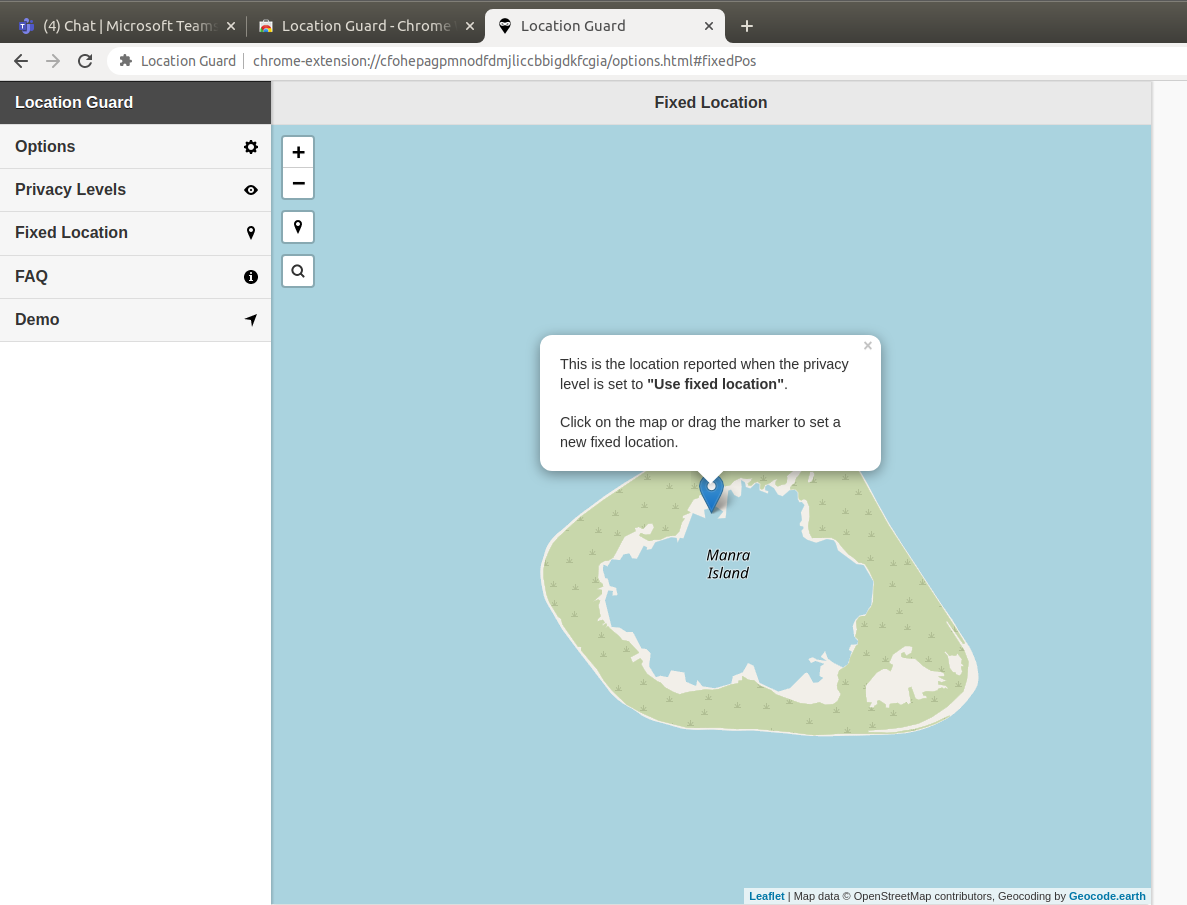 (4) Chat | Microsoft Teams
Location Guard - Chrome
Location Guard
Location Guard
chrome-extension://cfohepagpmnodfdmjliccbbigdkfcgia/options.html#fixedPos
Location Guard
Fixed Location
Options
Privacy Levels
Fixed Location
FAQ
Demo
+
−
×
This is the location reported when the privacy
level is set to "Use fixed location".
Click on the map or drag the marker to set a
new fixed location.
Manra
Island
Leaflet | Map data © OpenStreetMap contributors, Geocoding by Geocode.earth